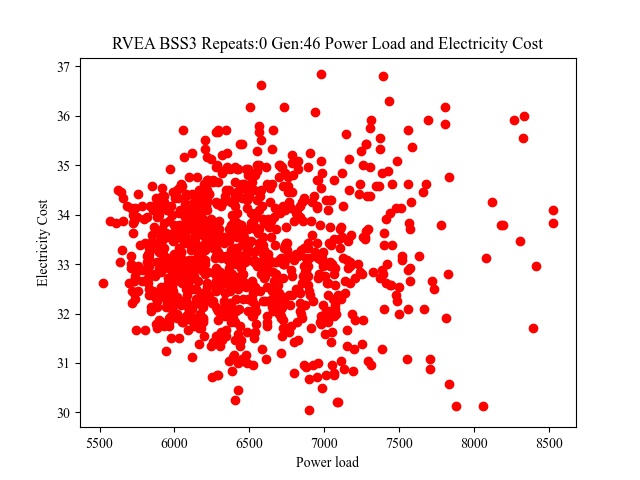 RVEA BSS3 Repeats:0 Gen:46 Power Load and Electricity Cost
37
36
35
34
33
32
31
30
Electricity Cost
5500 6000 6500 7000 7500 8000 8500
Power load